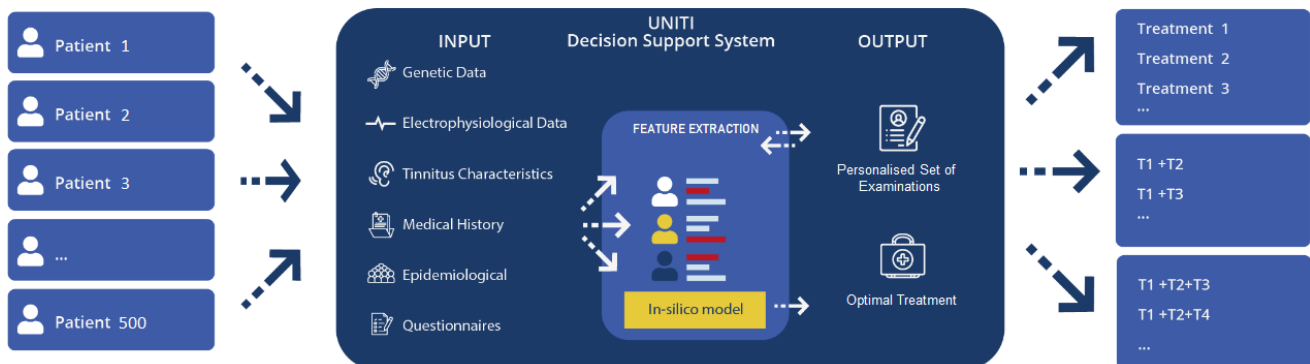 Patient 1
Patient 2
Patient 3
...
Patient 500
UNITI
Decision Support System
INPUT
Genetic Data
Electrophysiological Data
Tinnitus Characteristics
Medical History
Epidemiological
Questionnaires
FEATURE EXTRACTION
In-silico model
OUTPUT
Personalised Set of
Examinations
Optimal Treatment
Treatment 1
Treatment 2
Treatment 3
...
T1 +T2
T1 +T3
...
T1 +T2+T3
T1 +T2+T4
...